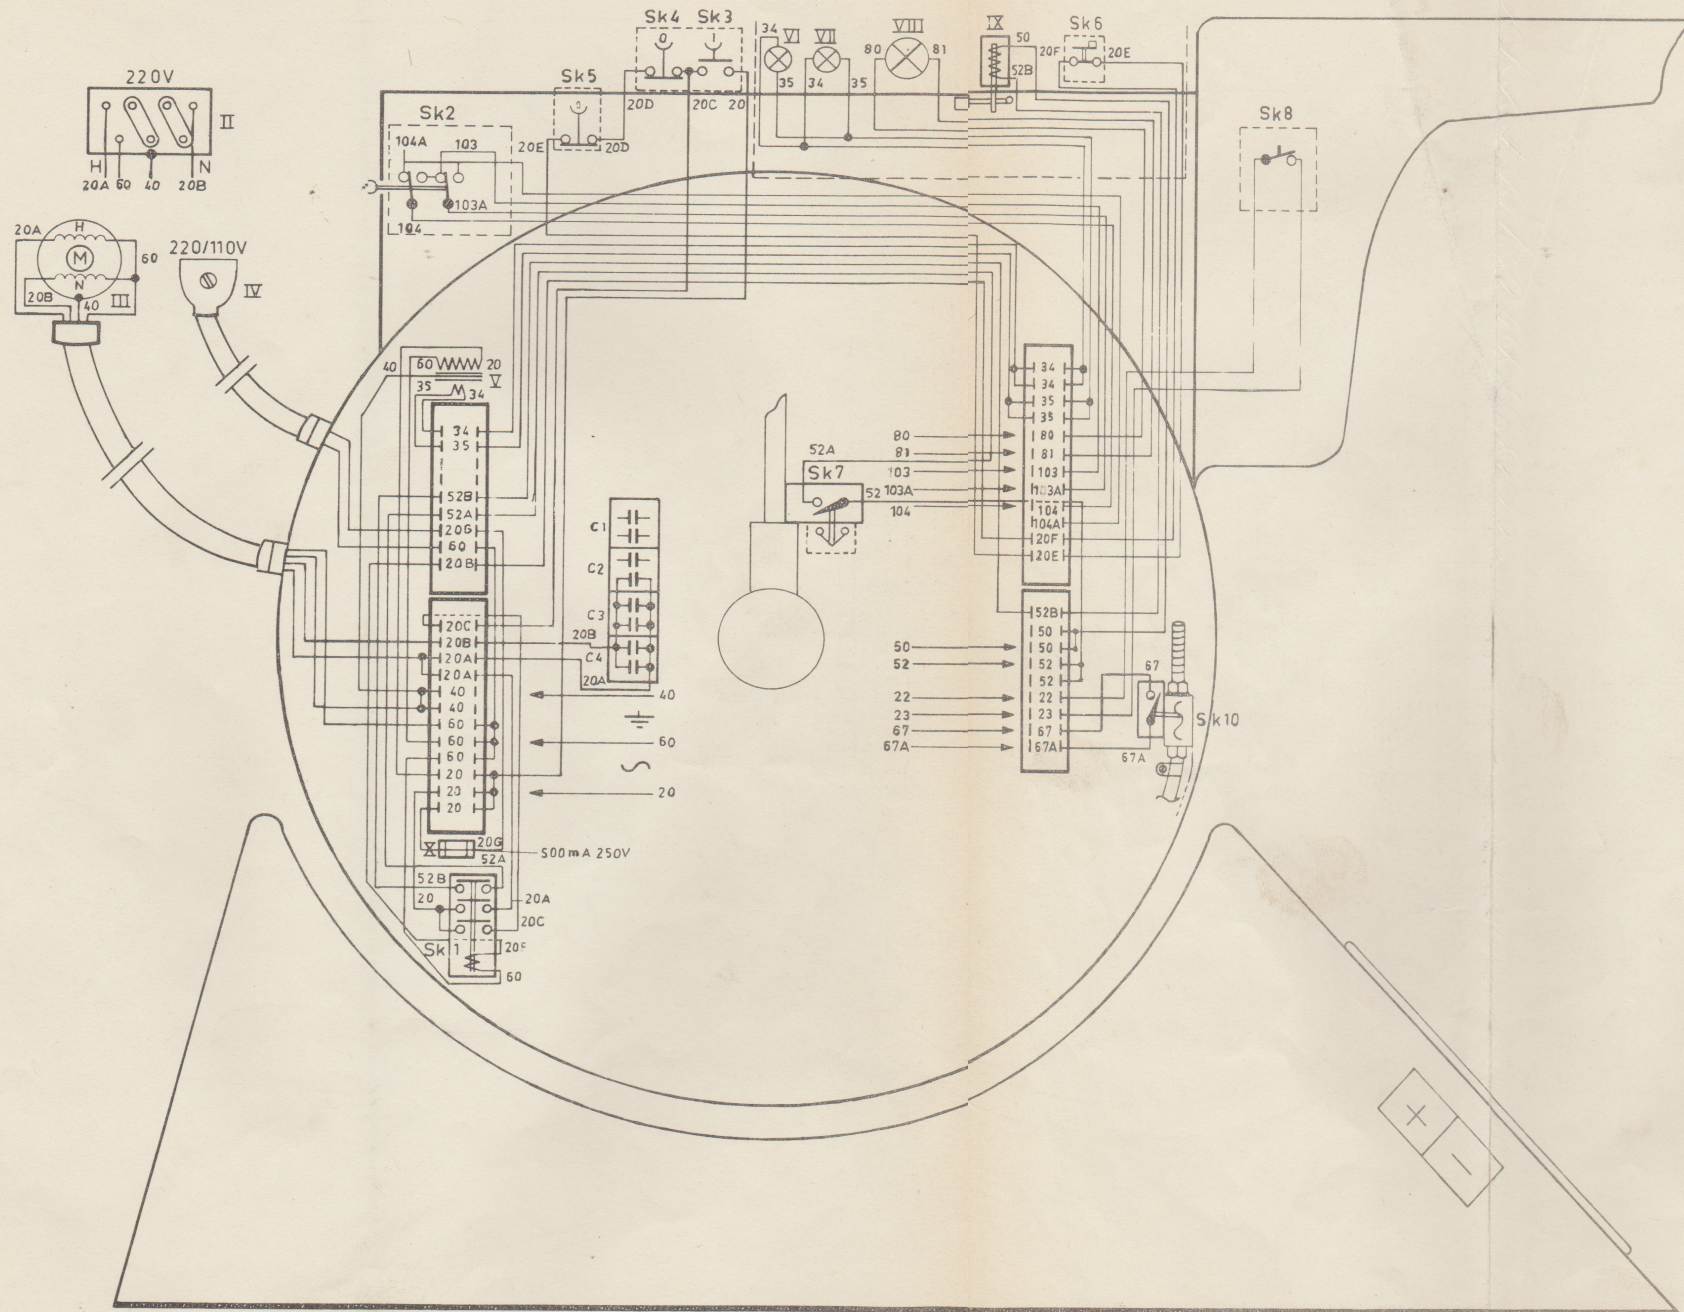 Sk4 Sk3
0 1
20D 20C 20
Sk5
0
20E 20D
34 VI VII VIII
80 81
35 34 35
IX 50
52B
Sk6
20F 20E
Sk8
220V
II
H N
20A 60 40 20B
Sk2
104A 103
103A
104
20A H 60
M
N
20B 40 III
220/110V
IV
40 60 20
V
35 34
34
35
52B
52A
20G
60
20B
20C
20B
20A
20A
40
40
60
60
60
20
20
20
X 20G
52A
500mA 250V
52B
20 20A
20C
Sk1 20F
60
C1
C2
C3
C4
20B
20A
40
60
20
52A
Sk7
52
80
81
103
103A
104
34
34
35
35
80
81
103
103A
104
104A
20F
20E
50
52
22
23
67
67A
52B
50
50
52
52
22
23
67
67A
67
Sk10
67A
+
−